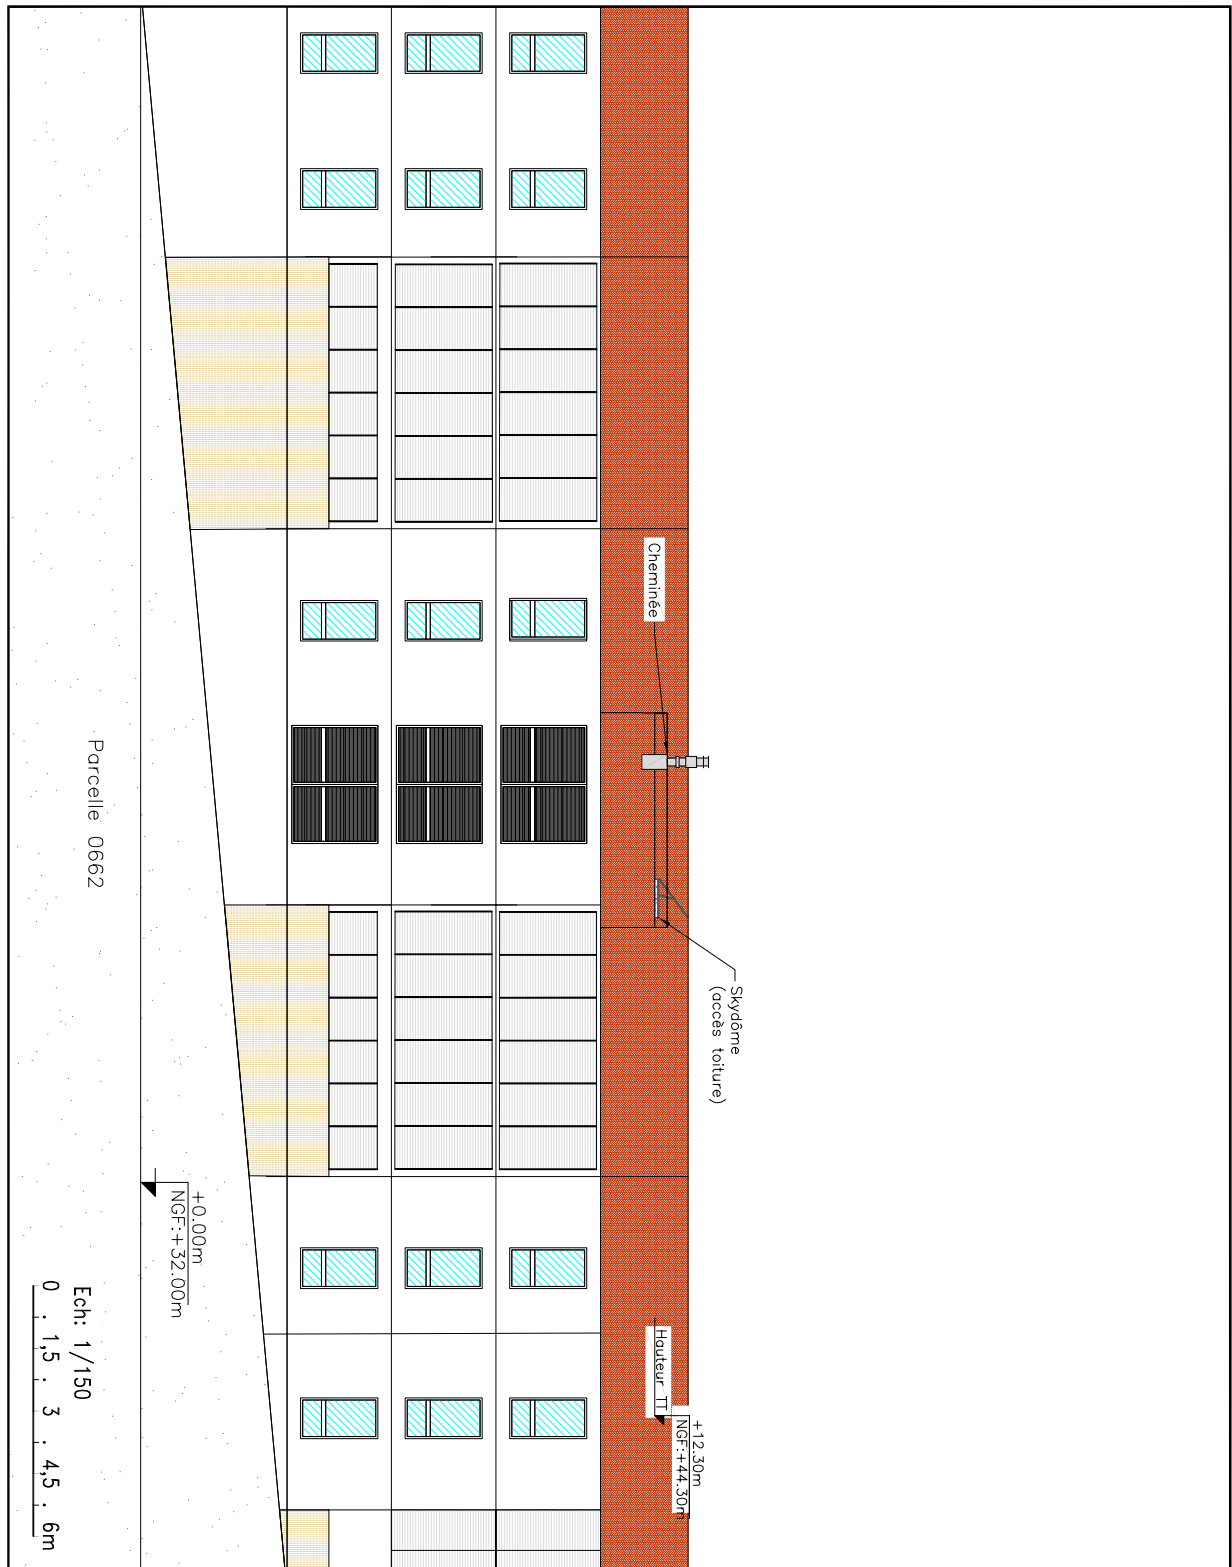 Cheminée
Skydôme
(accès toiture)
Hauteur TT
+12.30m
NGF:+44.30m
+0.00m
NGF:+32.00m
Parcelle 0662
Ech: 1/150
0 . 1,5 . 3 . 4,5 . 6m